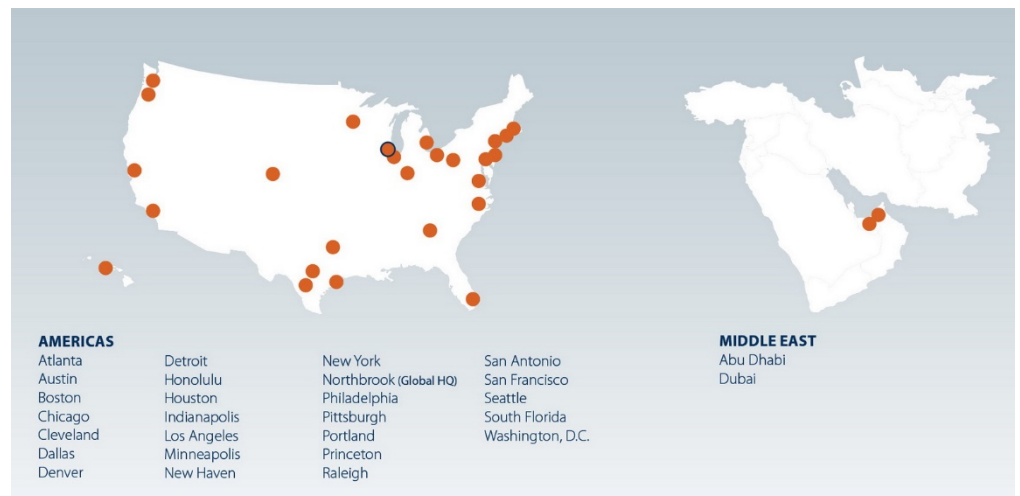 AMERICAS
Atlanta
Austin
Boston
Chicago
Cleveland
Dallas
Denver
Detroit
Honolulu
Houston
Indianapolis
Los Angeles
Minneapolis
New Haven
New York
Northbrook (Global HQ)
Philadelphia
Pittsburgh
Portland
Princeton
Raleigh
San Antonio
San Francisco
Seattle
South Florida
Washington, D.C.
MIDDLE EAST
Abu Dhabi
Dubai